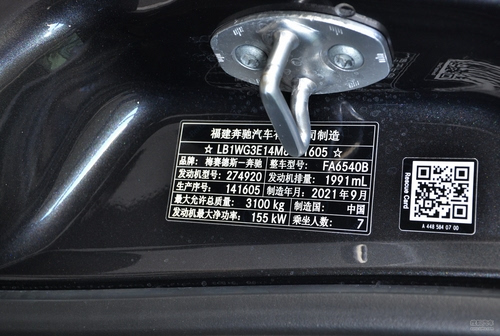 福建奔驰汽车有 司制造
☆ LB1WG3E14M8 1605 ☆
品牌：梅赛德斯－奔驰 整车型号：FA6540B
发动机型号：274920 发动机排量：1991mL
生产序号：141605 制造年月：2021年9月
最大允许总质量：3100 kg 制造国：中国
发动机最大净功率：155 kW 乘坐人数：7
Rescue Card
A 448 584 07 00